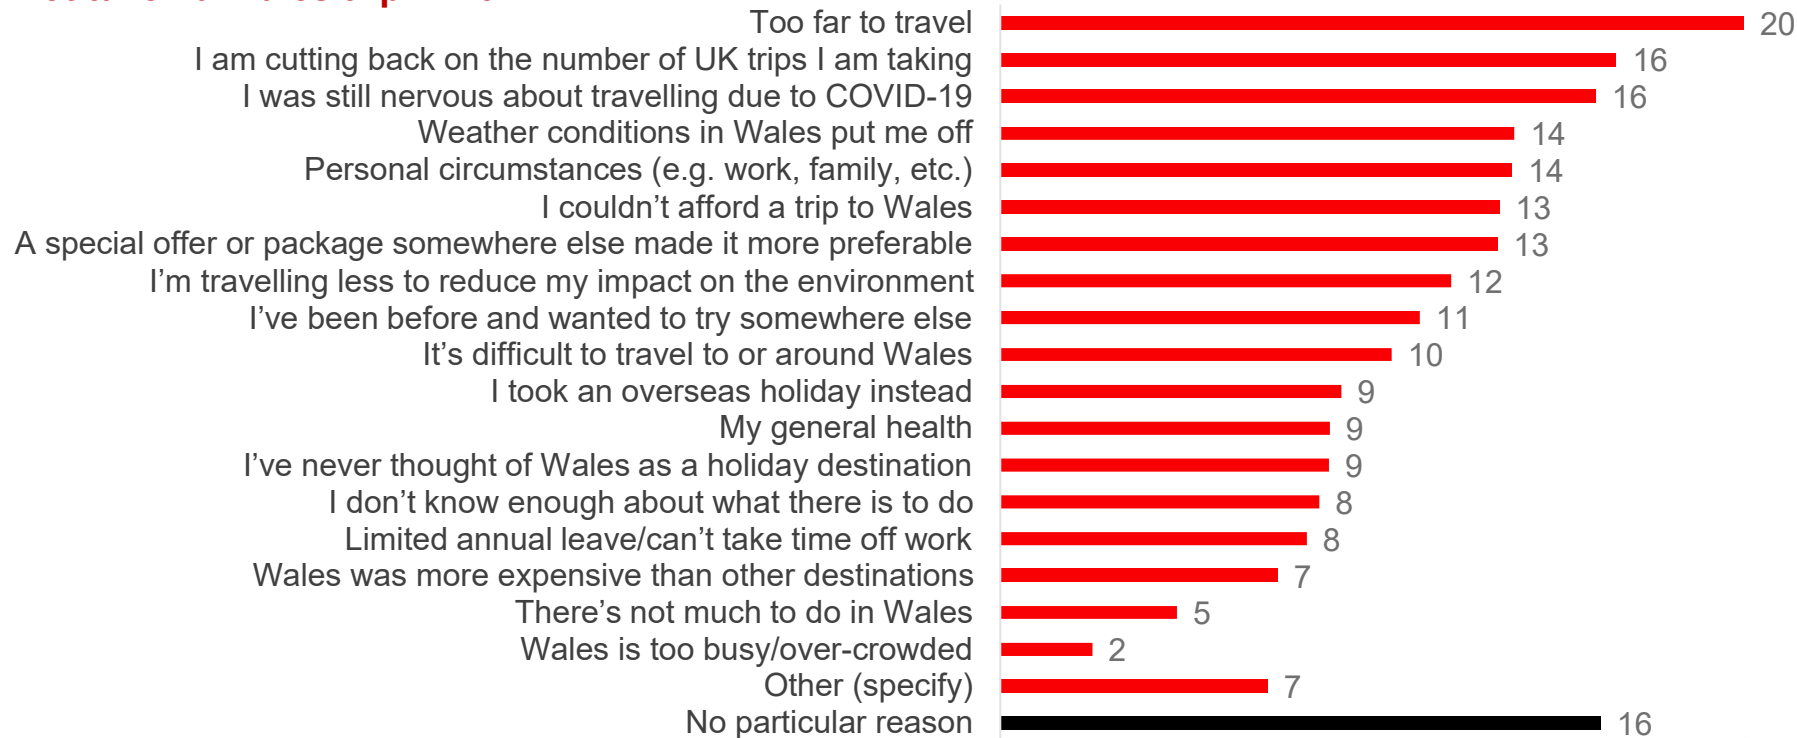 Too far to travel 20
I am cutting back on the number of UK trips I am taking 16
I was still nervous about travelling due to COVID-19 16
Weather conditions in Wales put me off 14
Personal circumstances (e.g. work, family, etc.) 14
I couldn’t afford a trip to Wales 13
A special offer or package somewhere else made it more preferable 13
I’m travelling less to reduce my impact on the environment 12
I’ve been before and wanted to try somewhere else 11
It’s difficult to travel to or around Wales 10
I took an overseas holiday instead 9
My general health 9
I’ve never thought of Wales as a holiday destination 9
I don’t know enough about what there is to do 8
Limited annual leave/can’t take time off work 8
Wales was more expensive than other destinations 7
There’s not much to do in Wales 5
Wales is too busy/over-crowded 2
Other (specify) 7
No particular reason 16